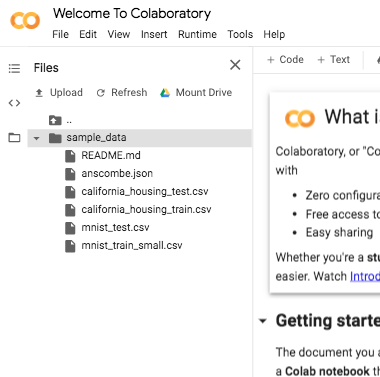 Welcome To Colaboratory
File Edit View Insert Runtime Tools Help
Files
+ Code + Text
Upload Refresh Mount Drive
..
sample_data
README.md
anscombe.json
california_housing_test.csv
california_housing_train.csv
mnist_test.csv
mnist_train_small.csv
What is
Colaboratory, or "Co
with
• Zero configura
• Free access to
• Easy sharing
Whether you're a stu
easier. Watch Introd
Getting starte
The document you a
a Colab notebook th